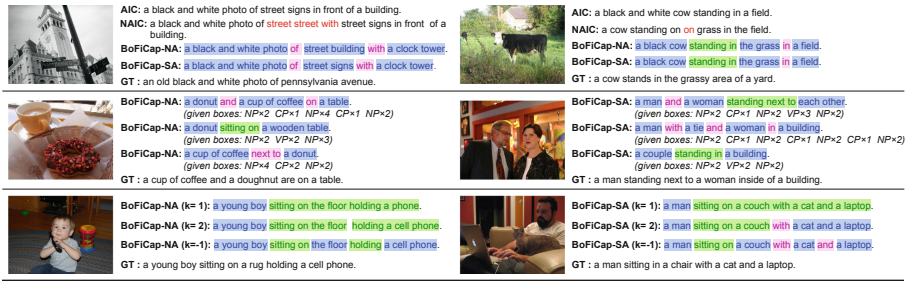 AIC: a black and white photo of street signs in front of a building.
NAIC: a black and white photo of street street with street signs in front of a
building.
BoFiCap-NA: a black and white photo of street building with a clock tower.
BoFiCap-SA: a black and white photo of street signs with a clock tower.
GT : an old black and white photo of pennsylvania avenue.
AIC: a black and white cow standing in a field.
NAIC: a cow standing on on grass in the field.
BoFiCap-NA: a black cow standing in the grass in a field.
BoFiCap-SA: a black cow standing in the grass in a field.
GT : a cow stands in the grassy area of a yard.
BoFiCap-NA: a donut and a cup of coffee on a table.
(given boxes: NP×2 CP×1 NP×4 CP×1 NP×2)
BoFiCap-NA: a donut sitting on a wooden table.
(given boxes: NP×2 VP×2 NP×3)
BoFiCap-NA: a cup of coffee next to a donut.
(given boxes: NP×4 CP×2 NP×2)
GT : a cup of coffee and a doughnut are on a table.
BoFiCap-SA: a man and a woman standing next to each other.
(given boxes: NP×2 CP×1 NP×2 VP×3 NP×2)
BoFiCap-SA: a man with a tie and a woman in a building.
(given boxes: NP×2 CP×1 NP×2 CP×1 NP×2 CP×1 NP×2)
BoFiCap-SA: a couple standing in a building.
(given boxes: NP×2 VP×2 NP×2)
GT : a man standing next to a woman inside of a building.
BoFiCap-NA (k= 1): a young boy sitting on the floor holding a phone.
BoFiCap-NA (k= 2): a young boy sitting on the floor holding a cell phone.
BoFiCap-NA (k=-1): a young boy sitting on the floor holding a cell phone.
GT : a young boy sitting on a rug holding a cell phone.
BoFiCap-SA (k= 1): a man sitting on a couch with a cat and a laptop.
BoFiCap-SA (k= 2): a man sitting on a couch with a cat and a laptop.
BoFiCap-SA (k=-1): a man sitting on a couch with a cat and a laptop.
GT : a man sitting in a chair with a cat and a laptop.